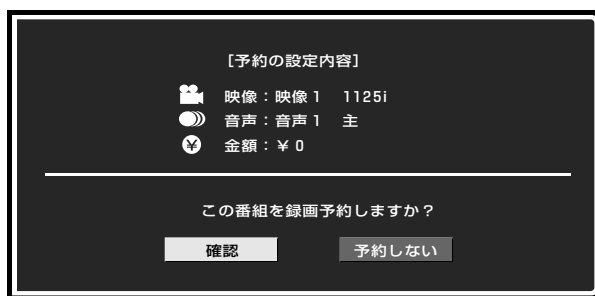 [予約の設定内容]
映像：映像1 1125i
音声：音声1 主
¥ 金額：¥0
この番組を録画予約しますか？
確認 予約しない